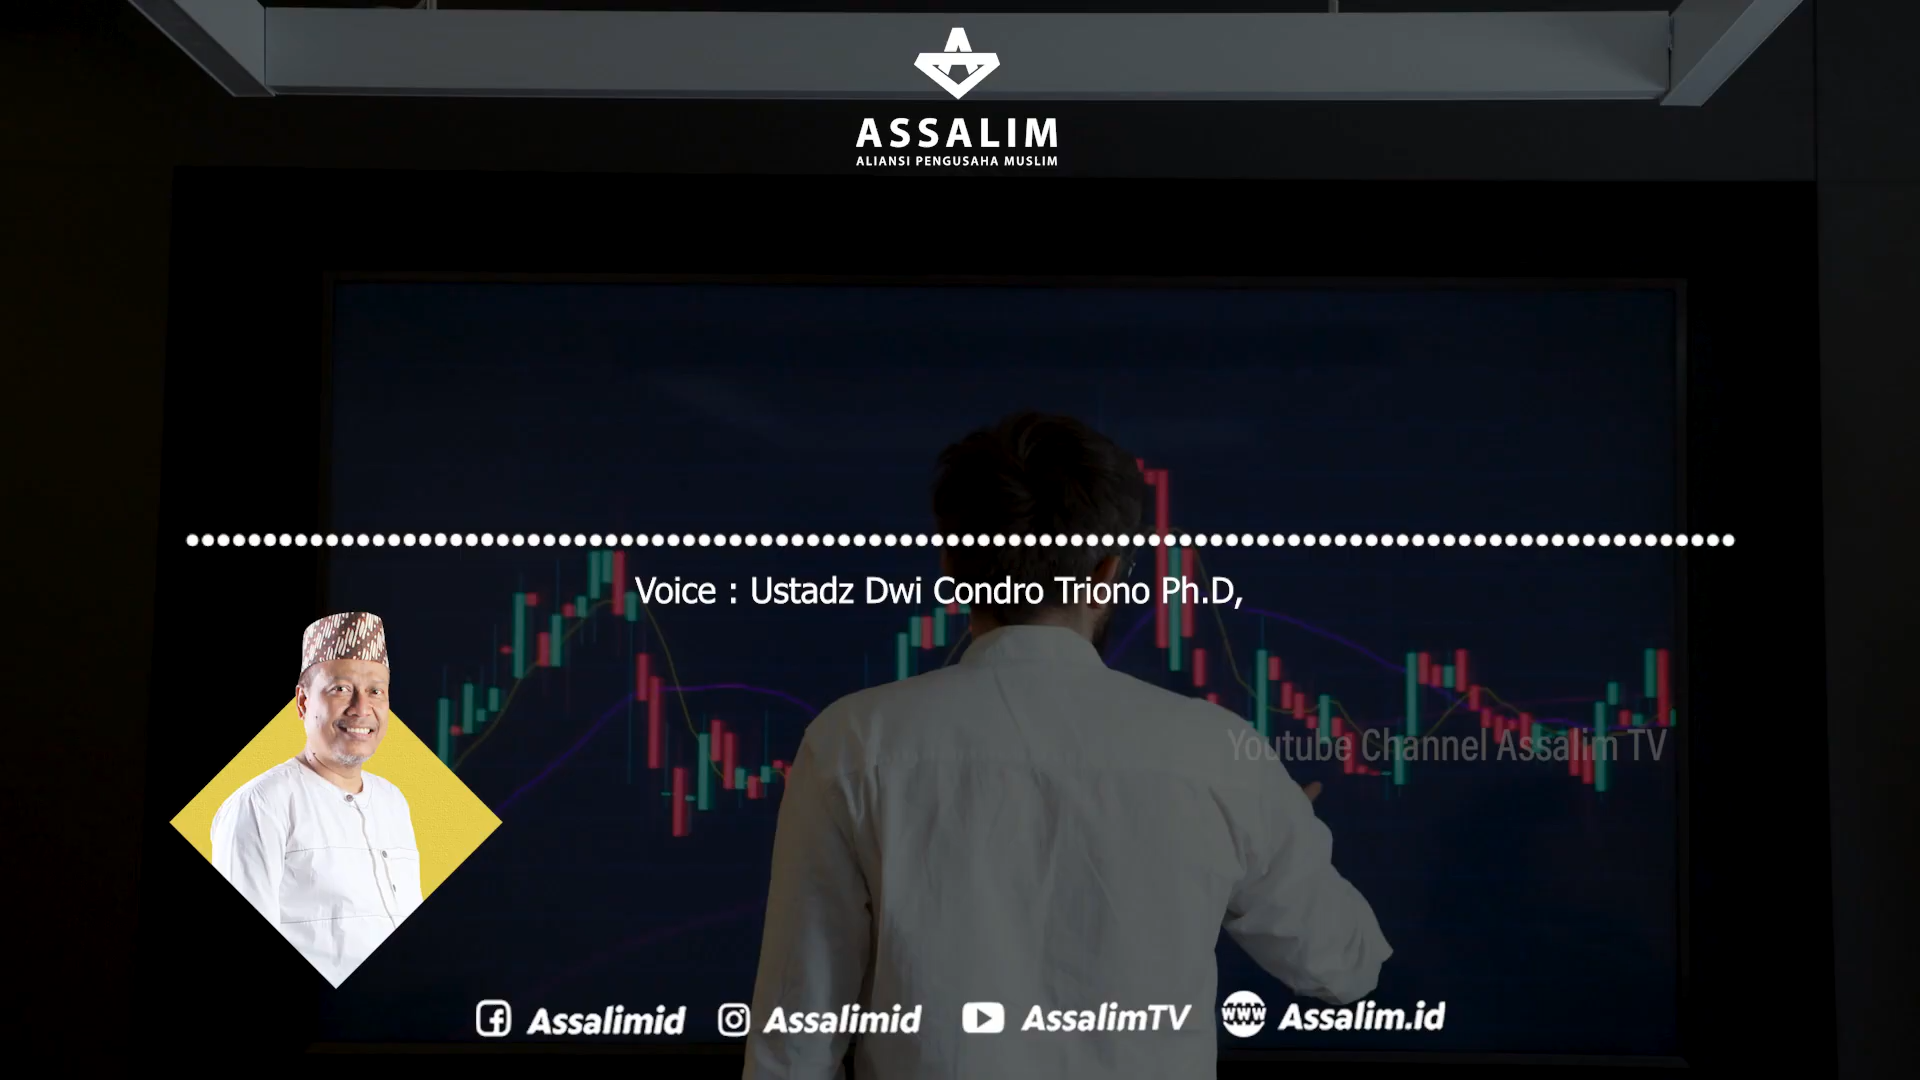 ASSALIM
ALIANSI PENGUSAHA MUSLIM
Voice : Ustadz Dwi Condro Triono Ph.D,
Youtube Channel Assalim TV
Assalimid Assalimid AssalimTV www Assalim.id